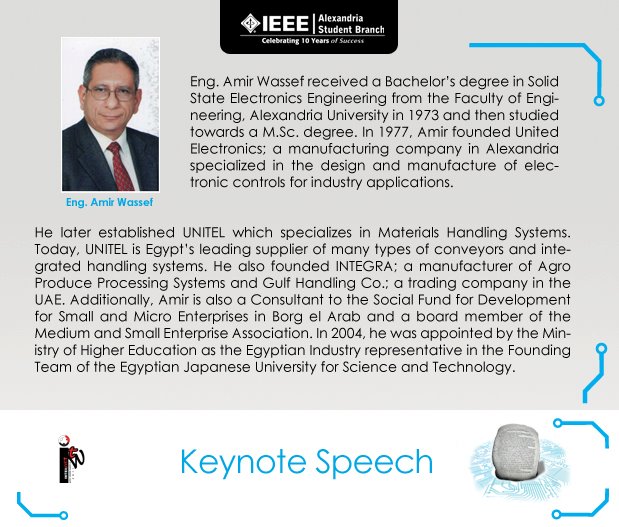 IEEE
Alexandria
Student Branch
Celebrating 10 Years of Success
Eng. Amir Wassef received a Bachelor's degree in Solid
State Electronics Engineering from the Faculty of Engi-
neering, Alexandria University in 1973 and then studied
towards a M.Sc. degree. In 1977, Amir founded United
Electronics; a manufacturing company in Alexandria
specialized in the design and manufacture of elec-
tronic controls for industry applications.
Eng. Amir Wassef
He later established UNITEL which specializes in Materials Handling Systems.
Today, UNITEL is Egypt's leading supplier of many types of conveyors and inte-
grated handling systems. He also founded INTEGRA; a manufacturer of Agro
Produce Processing Systems and Gulf Handling Co.; a trading company in the
UAE. Additionally, Amir is also a Consultant to the Social Fund for Development
for Small and Micro Enterprises in Borg el Arab and a board member of the
Medium and Small Enterprise Association. In 2004, he was appointed by the Min-
istry of Higher Education as the Egyptian Industry representative in the Founding
Team of the Egyptian Japanese University for Science and Technology.
Keynote Speech